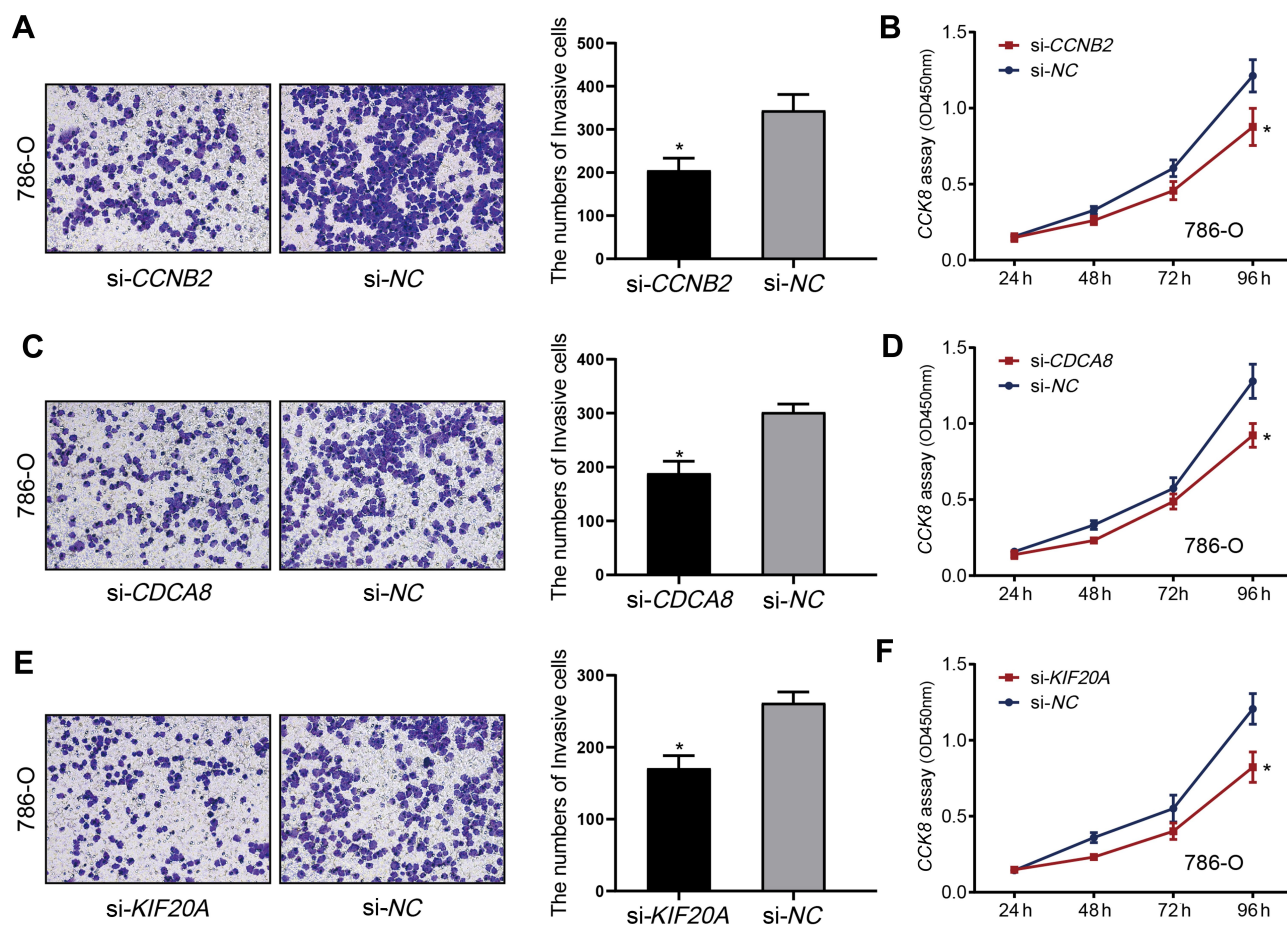 A
786-O
si-CCNB2
si-NC
The numbers of Invasive cells
500
400
300
200
100
0
*
si-CCNB2
si-NC
B
CCK8 assay (OD450nm)
1.5
1.0
0.5
0.0
si-CCNB2
si-NC
*
786-O
24 h
48 h
72 h
96 h
C
786-O
si-CDCA8
si-NC
The numbers of Invasive cells
400
300
200
100
0
*
si-CDCA8
si-NC
D
CCK8 assay (OD450nm)
1.5
1.0
0.5
0.0
si-CDCA8
si-NC
*
786-O
24 h
48 h
72 h
96 h
E
786-O
si-KIF20A
si-NC
The numbers of Invasive cells
300
200
100
0
*
si-KIF20A
si-NC
F
CCK8 assay (OD450nm)
1.5
1.0
0.5
0.0
si-KIF20A
si-NC
*
786-O
24 h
48 h
72 h
96 h